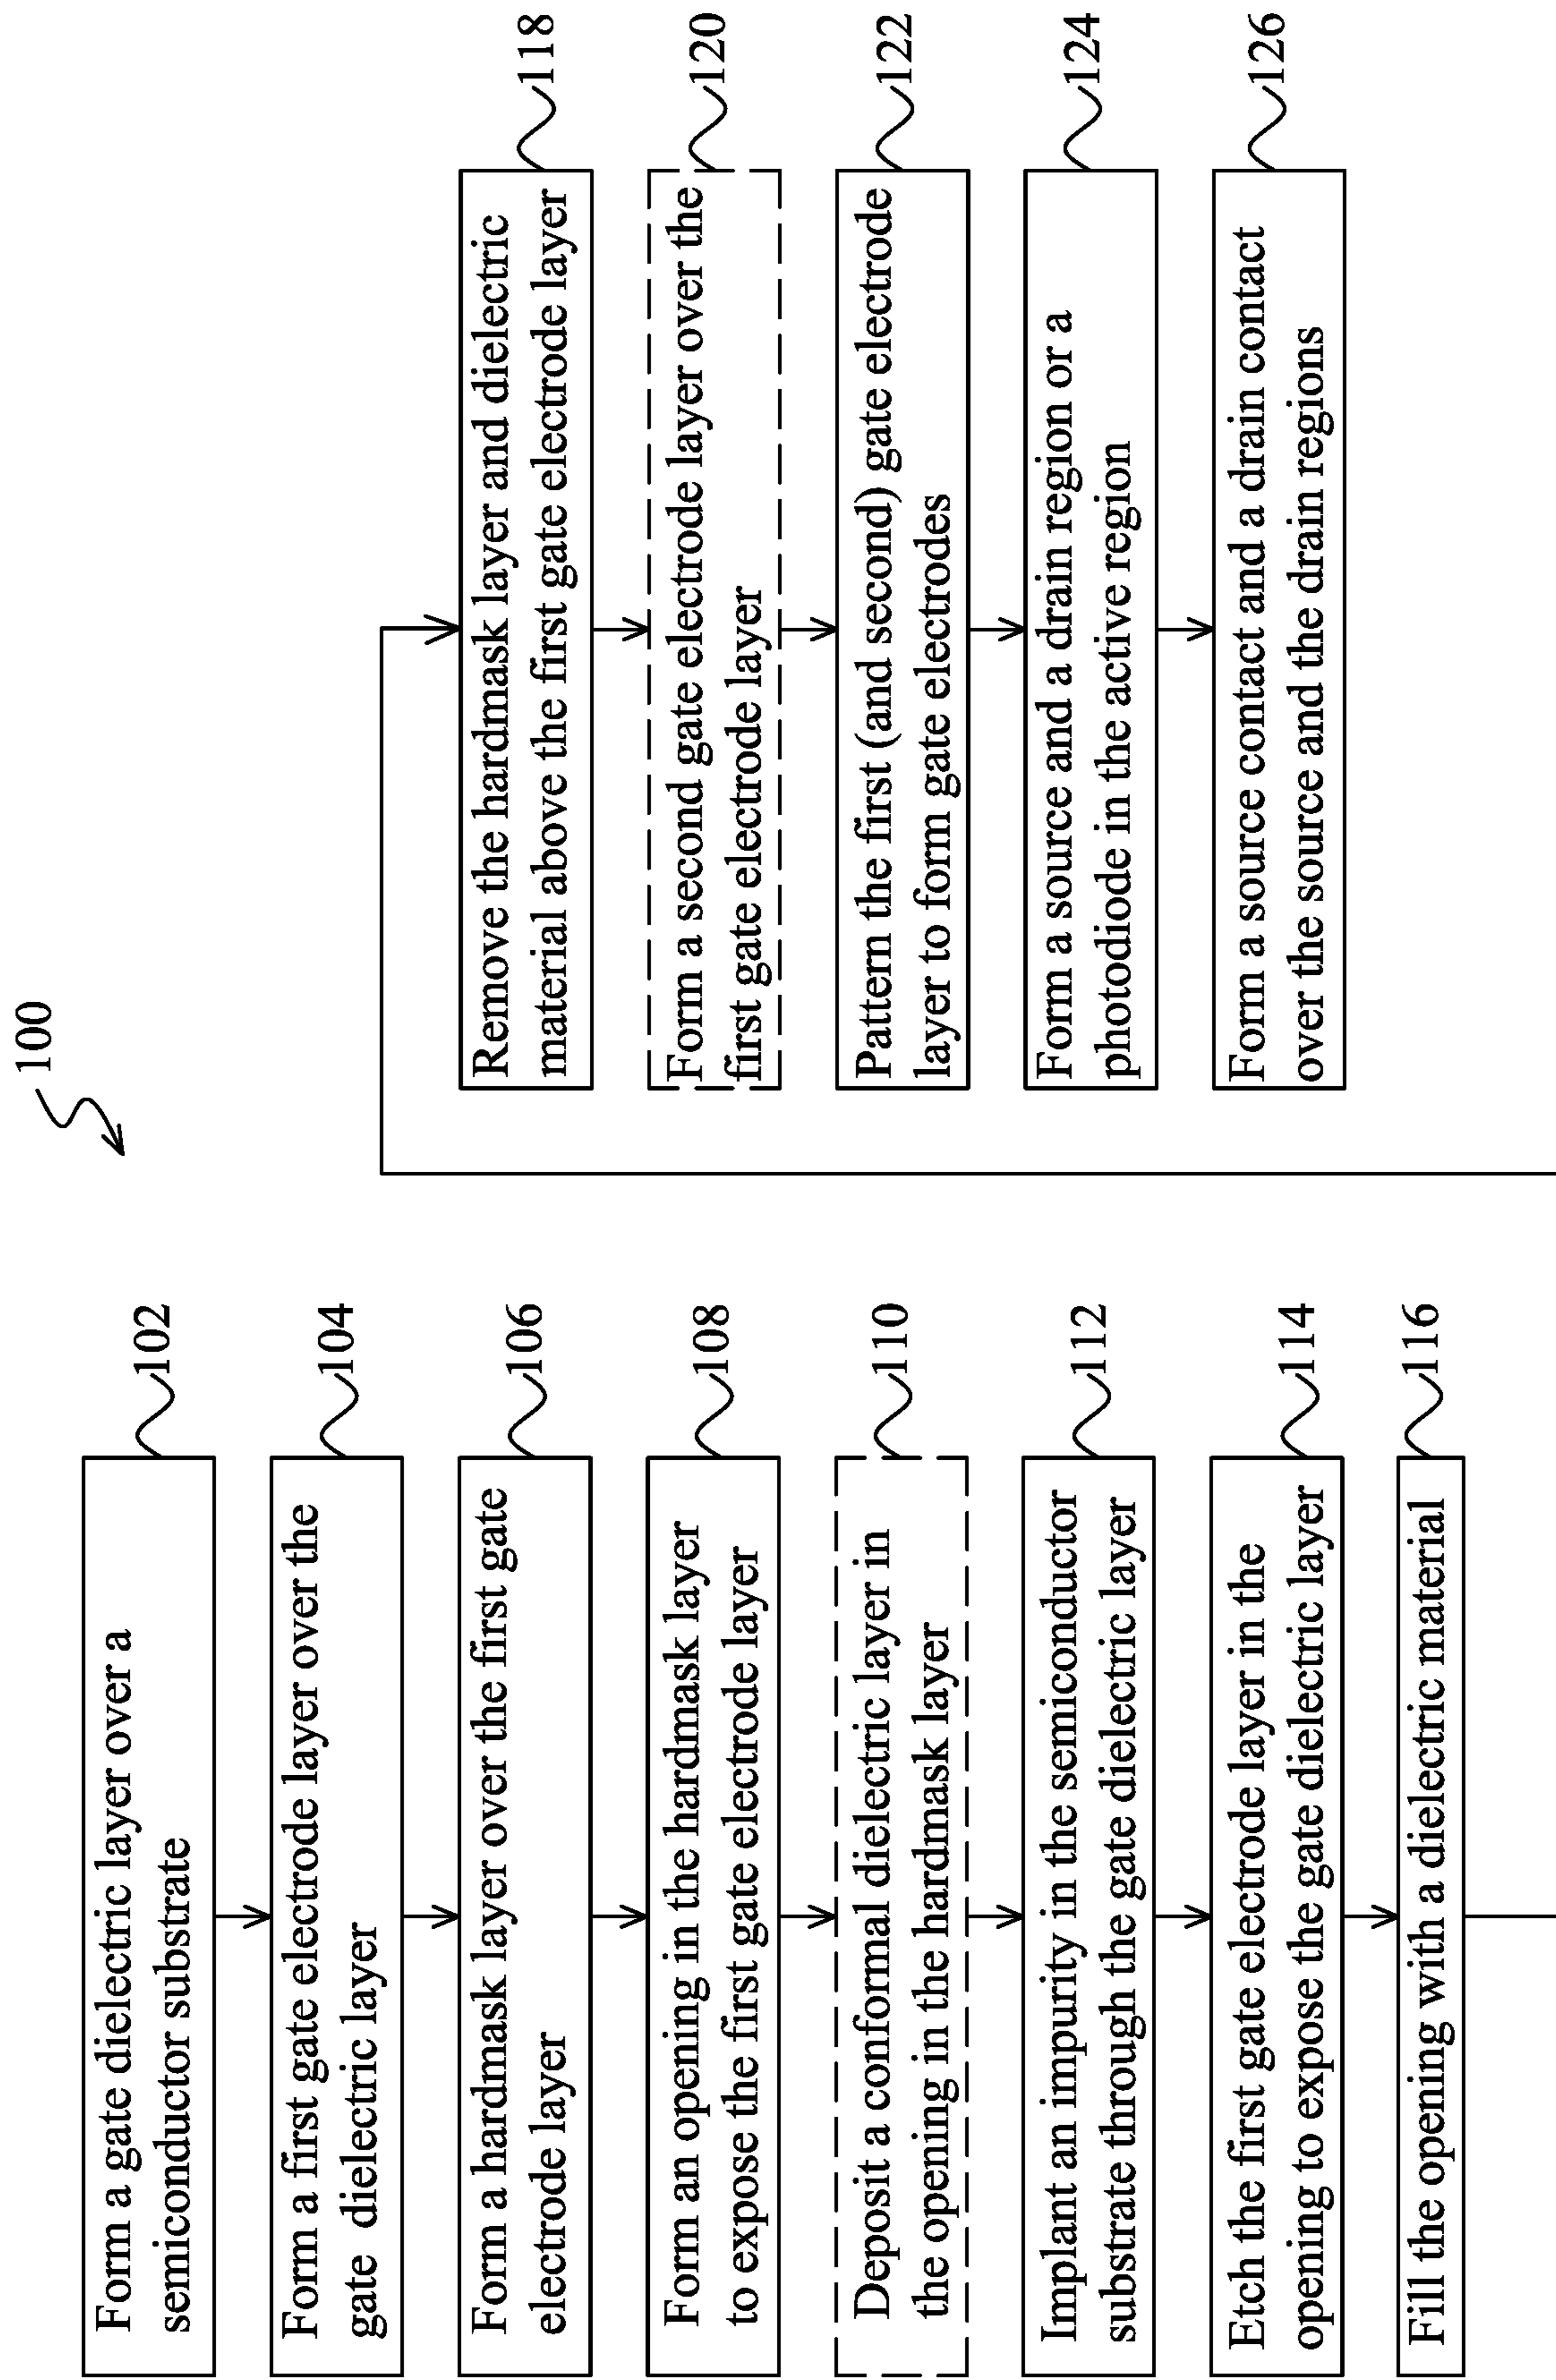 100
Form a gate dielectric layer over a
semiconductor substrate
102
Form a first gate electrode layer over the
gate dielectric layer
104
Form a hardmask layer over the first gate
electrode layer
106
Form an opening in the hardmask layer
to expose the first gate electrode layer
108
Deposit a conformal dielectric layer in
the opening in the hardmask layer
110
Implant an impurity in the semiconductor
substrate through the gate dielectric layer
112
Etch the first gate electrode layer in the
opening to expose the gate dielectric layer
114
Fill the opening with a dielectric material
116
Remove the hardmask layer and dielectric
material above the first gate electrode layer
118
Form a second gate electrode layer over the
first gate electrode layer
120
Pattern the first (and second) gate electrode
layer to form gate electrodes
122
Form a source and a drain region or a
photodiode in the active region
124
Form a source contact and a drain contact
over the source and the drain regions
126